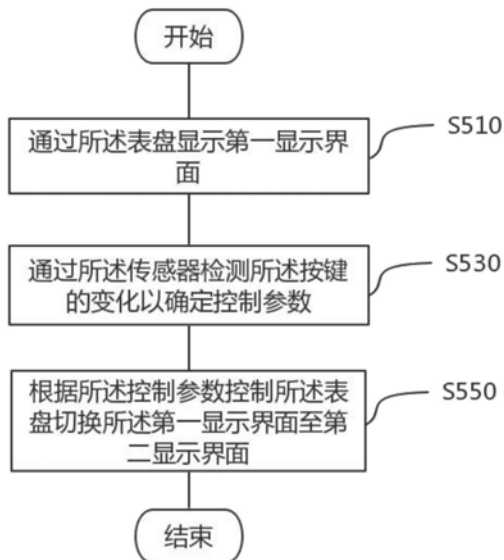 开始
通过所述表盘显示第一显示界
面
S510
通过所述传感器检测所述按键
的变化以确定控制参数
S530
根据所述控制参数控制所述表
盘切换所述第一显示界面至第
二显示界面
S550
结束